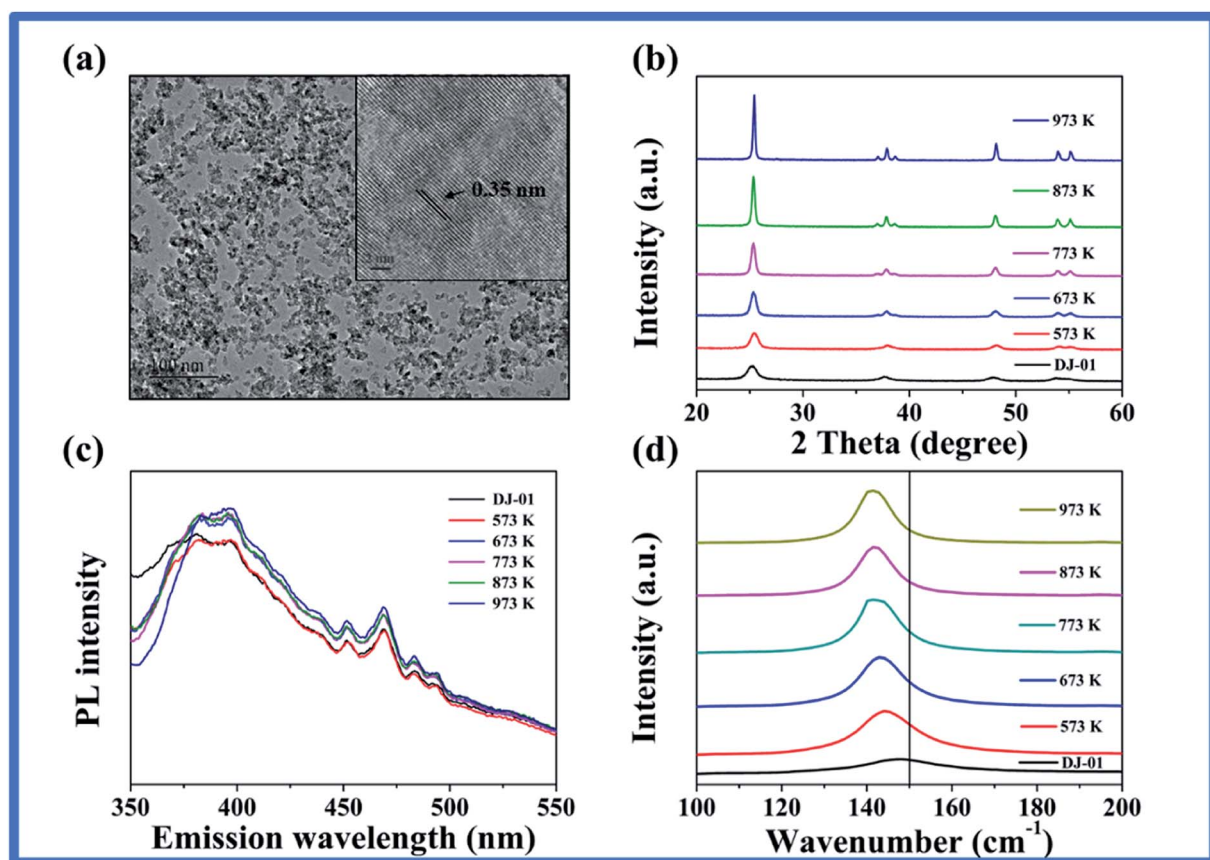 (a)
0.35 nm
2 nm
100 nm
(b)
Intensity (a.u.)
973 K
873 K
773 K
673 K
573 K
DJ-01
20 30 40 50 60
2 Theta (degree)
(c)
PL intensity
DJ-01
573 K
673 K
773 K
873 K
973 K
350 400 450 500 550
Emission wavelength (nm)
(d)
Intensity (a.u.)
973 K
873 K
773 K
673 K
573 K
DJ-01
100 120 140 160 180 200
Wavenumber (cm⁻¹)